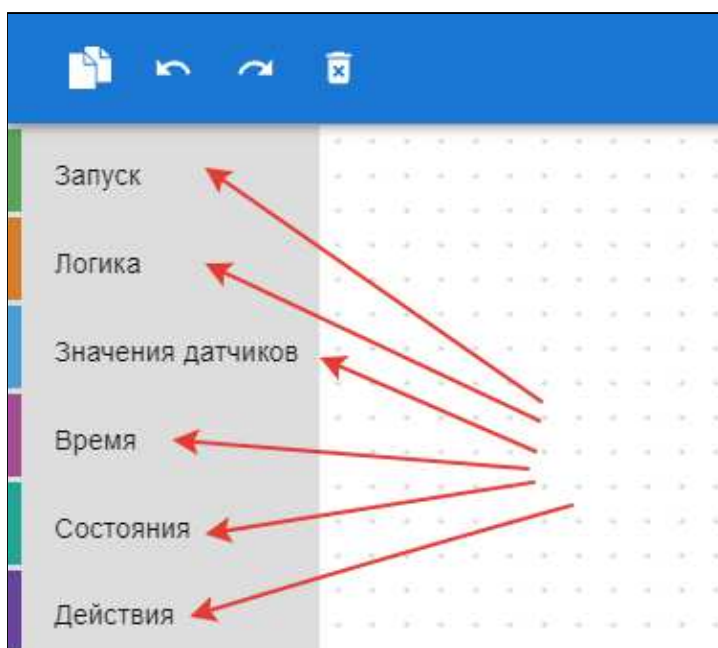 Запуск
Логика
Значения датчиков
Время
Состояния
Действия